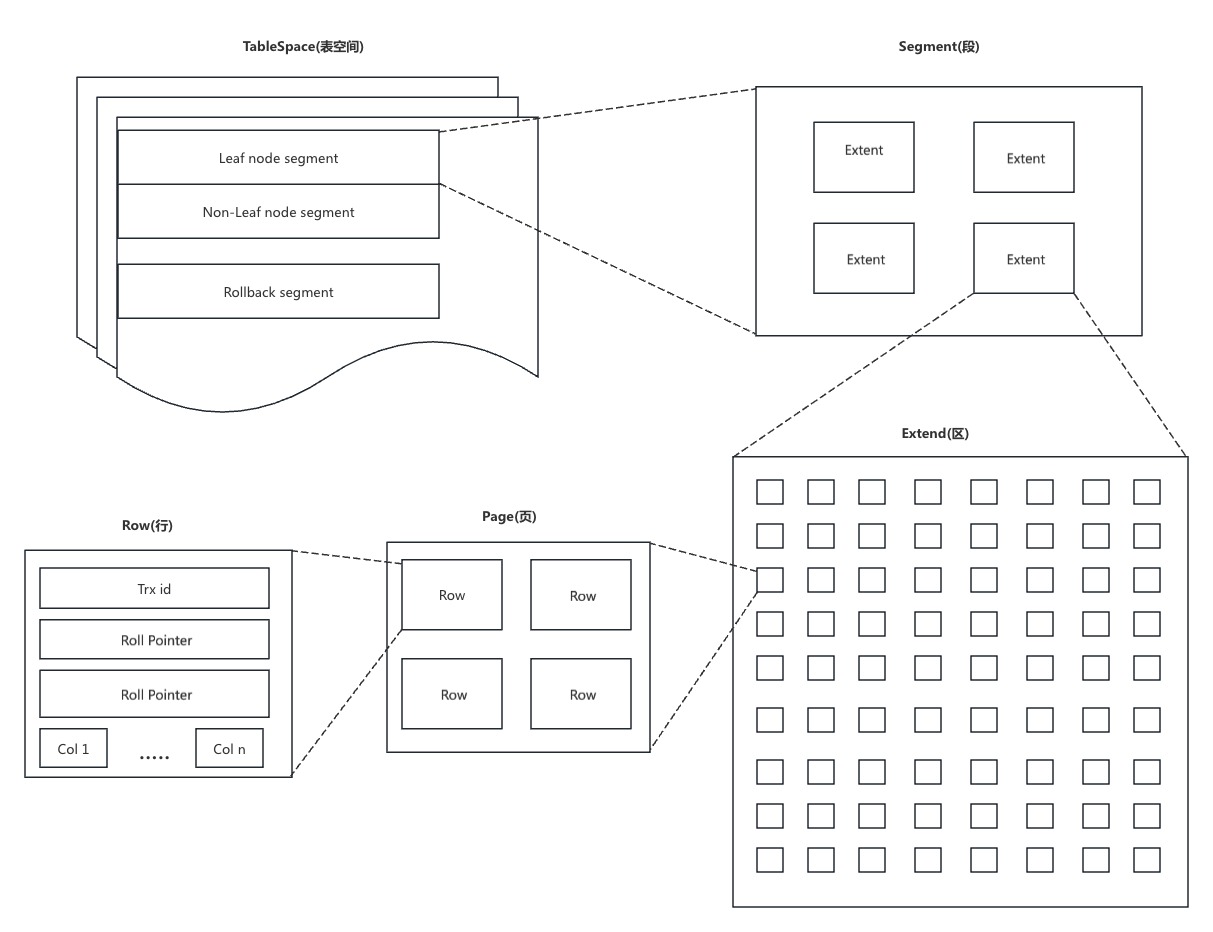 TableSpace(表空间)
Leaf node segment
Non-Leaf node segment
Rollback segment
Segment(段)
Extent
Extent
Extent
Extent
Extend(区)
Page(页)
Row
Row
Row
Row
Row(行)
Trx id
Roll Pointer
Roll Pointer
Col 1
.....
Col n